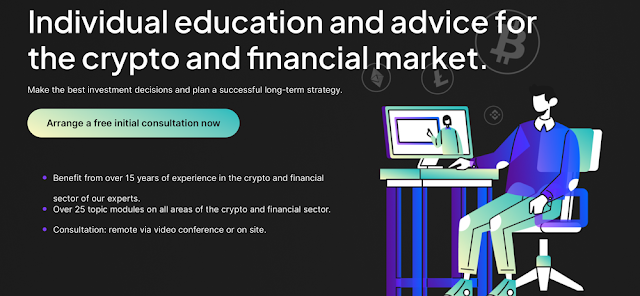 Individual education and advice for
the crypto and financial market.
Make the best investment decisions and plan a successful long-term strategy.
Arrange a free initial consultation now
Benefit from over 15 years of experience in the crypto and financial
sector of our experts.
Over 25 topic modules on all areas of the crypto and financial sector.
Consultation: remote via video conference or on site.